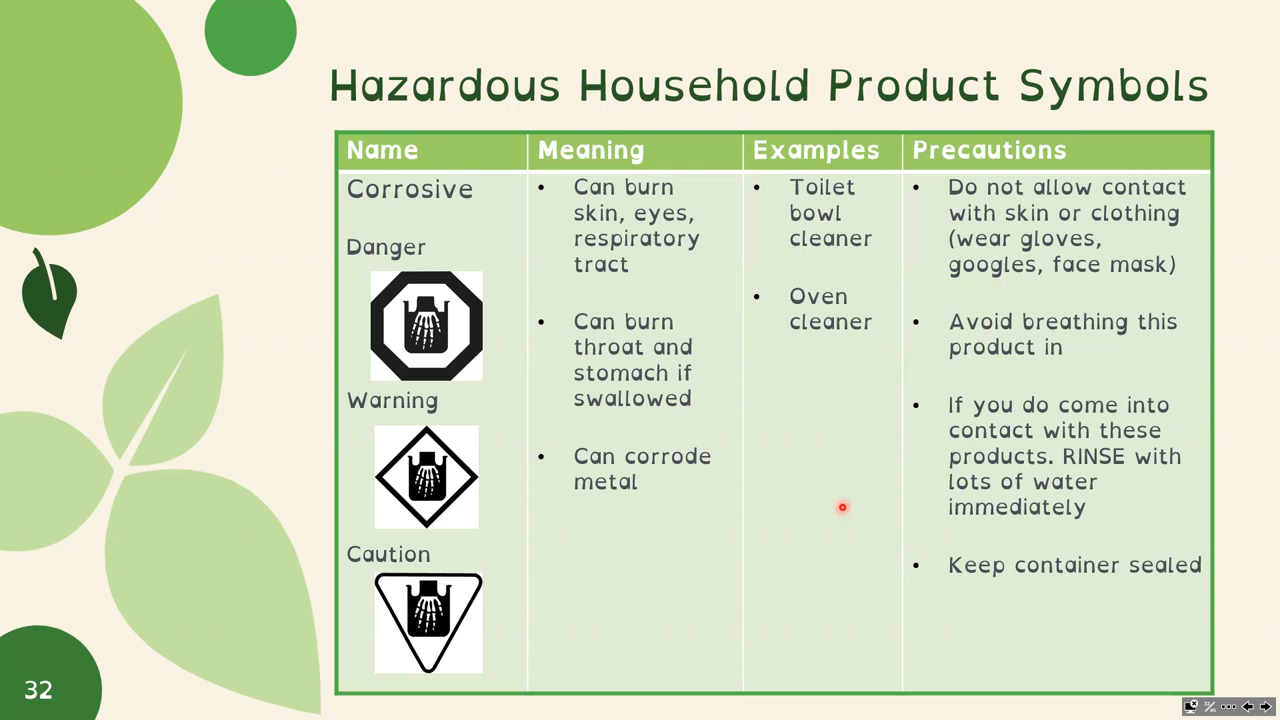 Hazardous Household Product Symbols
Name
Meaning
Examples
Precautions
Corrosive
Danger
Warning
Caution
• Can burn
skin, eyes,
respiratory
tract
• Can burn
throat and
stomach if
swallowed
• Can corrode
metal
• Toilet
bowl
cleaner
• Oven
cleaner
• Do not allow contact
with skin or clothing
(wear gloves,
googles, face mask)
• Avoid breathing this
product in
• If you do come into
contact with these
products. RINSE with
lots of water
immediately
• Keep container sealed
32